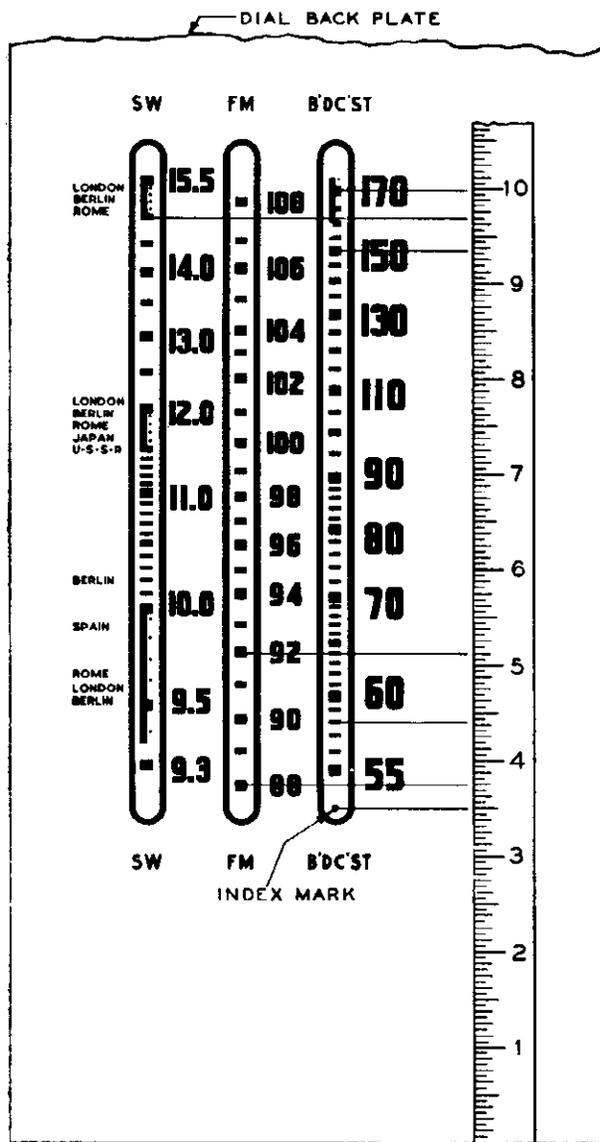 DIAL BACK PLATE
SW FM B'DC'ST
LONDON
BERLIN
ROME
15.5
14.0
13.0
LONDON
BERLIN
ROME
JAPAN
U·S·S·R
12.0
11.0
BERLIN
10.0
SPAIN
ROME
LONDON
BERLIN
9.5
9.3
108
106
104
102
100
98
96
94
92
90
88
170
150
130
110
90
80
70
60
55
10
9
8
7
6
5
4
3
2
1
SW FM B'DC'ST
INDEX MARK